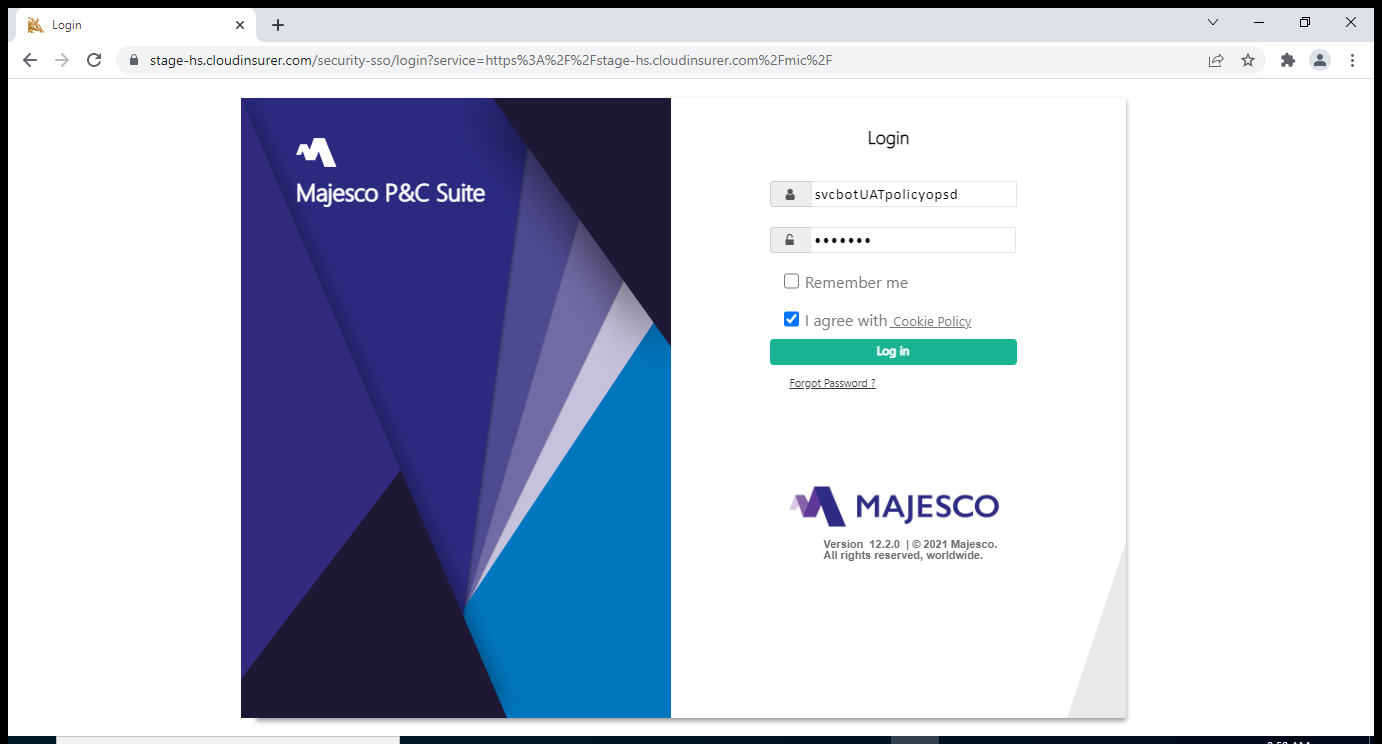 Login
stage-hs.cloudinsurer.com/security-sso/login?service=https%3A%2F%2Fstage-hs.cloudinsurer.com%2Fmic%2F
Majesco P&C Suite
Login
svcbotUATpolicyopsd
•••••••
Remember me
I agree with Cookie Policy
Log in
Forgot Password ?
MAJESCO
Version 12.2.0 | © 2021 Majesco.
All rights reserved, worldwide.